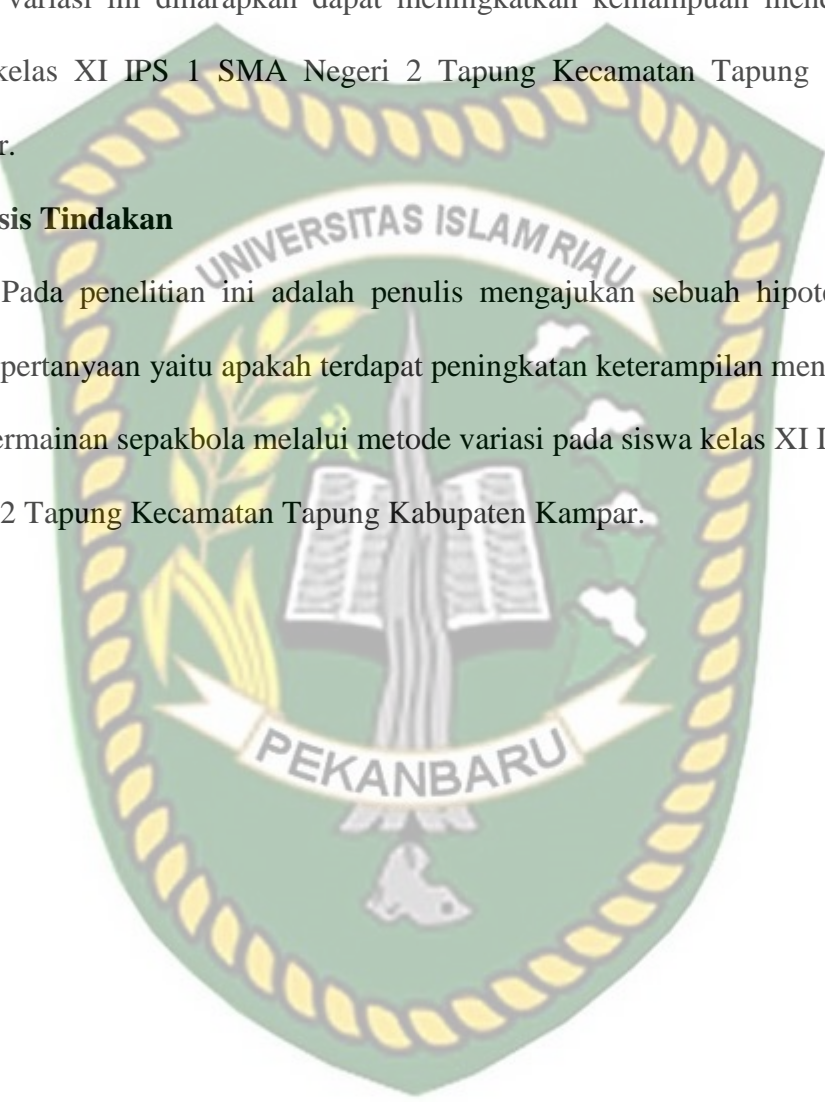 variasi ini diharapkan dapat meningkatkan kemampuan
kelas XI IPS 1 SMA Negeri 2 Tapung Kecamatan Tapung
r.
sis Tindakan
UNIVERSITAS ISLAM RIAU
Pada penelitian ini adalah penulis mengajukan sebuah hipot
pertanyaan yaitu apakah terdapat peningkatan keterampilan men
ermainan sepakbola melalui metode variasi pada siswa kelas XI I
2 Tapung Kecamatan Tapung Kabupaten Kampar.
PEKANBARU